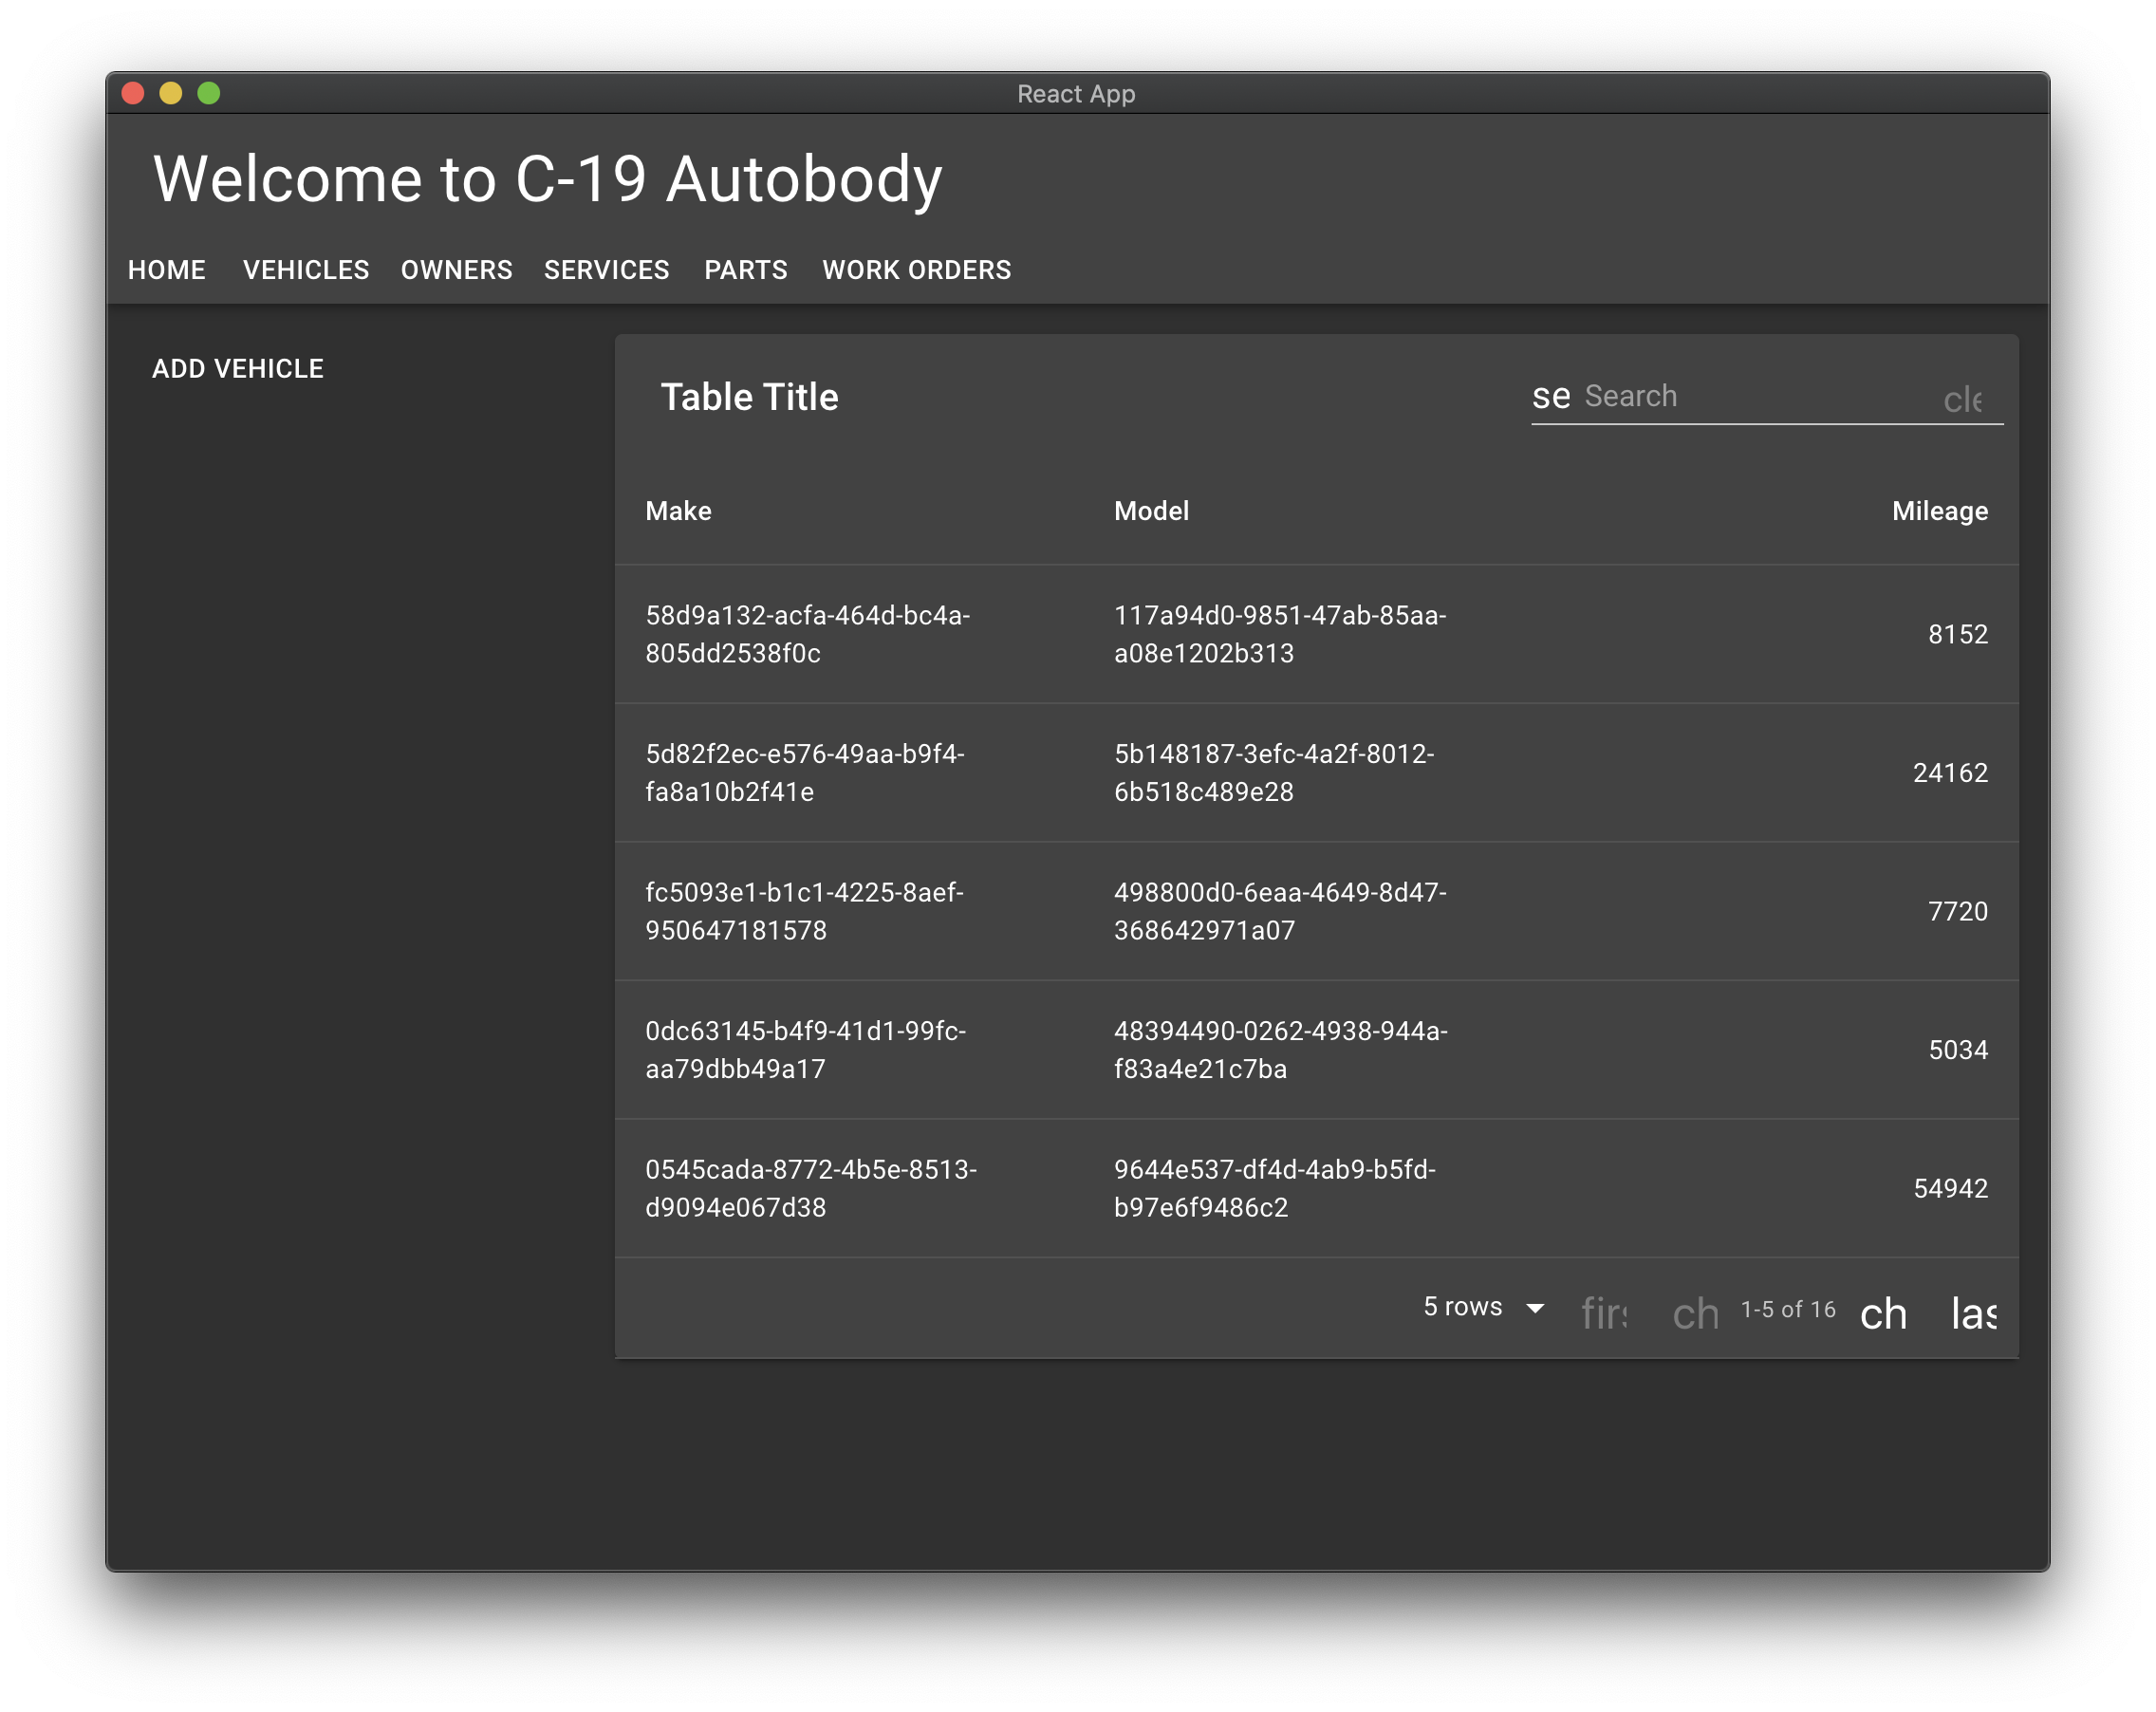 React App
Welcome to C-19 Autobody
HOME VEHICLES OWNERS SERVICES PARTS WORK ORDERS
ADD VEHICLE
Table Title
se Search cle
Make Model Mileage
58d9a132-acfa-464d-bc4a-
805dd2538f0c
117a94d0-9851-47ab-85aa-
a08e1202b313
8152
5d82f2ec-e576-49aa-b9f4-
fa8a10b2f41e
5b148187-3efc-4a2f-8012-
6b518c489e28
24162
fc5093e1-b1c1-4225-8aef-
950647181578
498800d0-6eaa-4649-8d47-
368642971a07
7720
0dc63145-b4f9-41d1-99fc-
aa79dbb49a17
48394490-0262-4938-944a-
f83a4e21c7ba
5034
0545cada-8772-4b5e-8513-
d9094e067d38
9644e537-df4d-4ab9-b5fd-
b97e6f9486c2
54942
5 rows firs ch 1-5 of 16 ch las